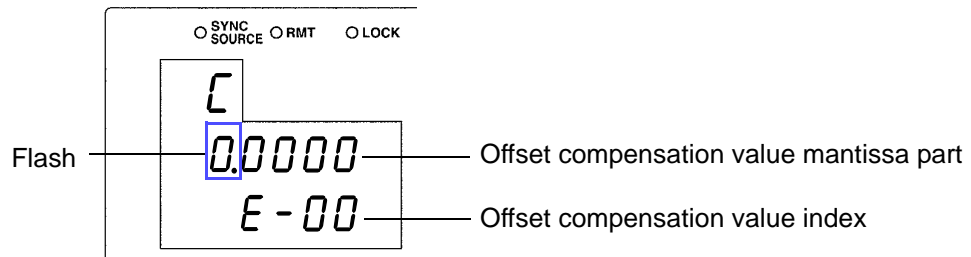 SYNC SOURCE RMT LOCK
C
Flash 0.0000 Offset compensation value mantissa part
E-00 Offset compensation value index